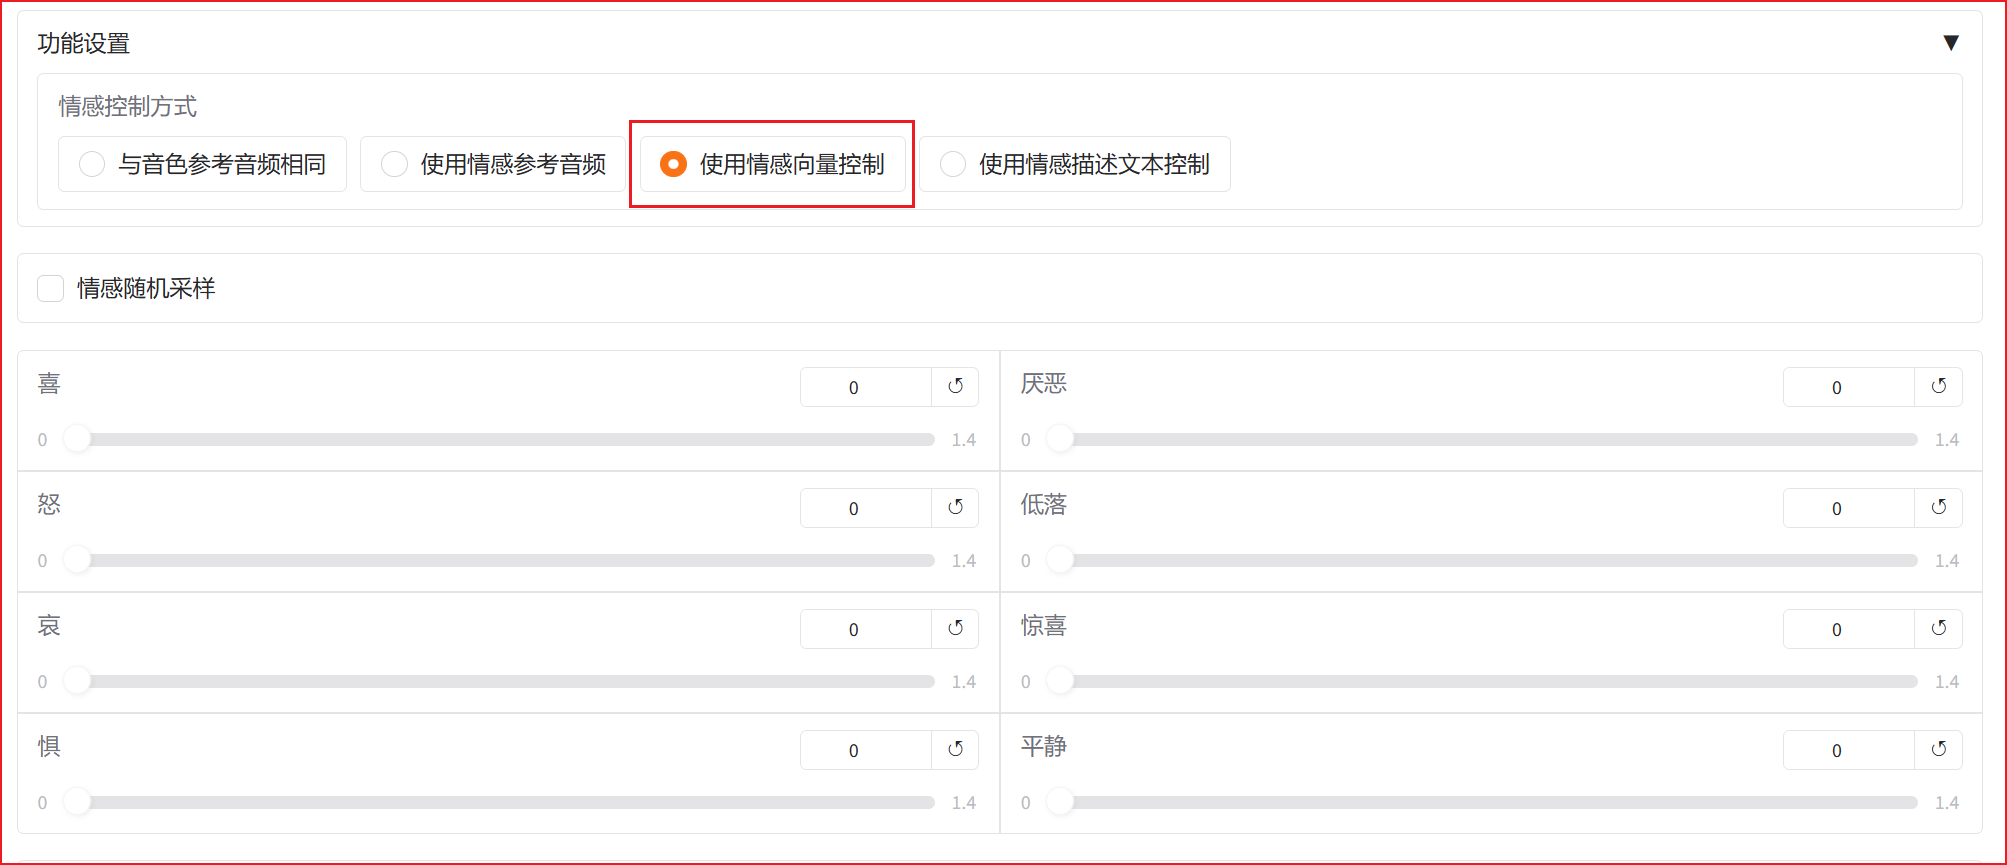 功能设置 ▼
情感控制方式
与音色参考音频相同 使用情感参考音频 使用情感向量控制 使用情感描述文本控制
情感随机采样
喜 0
0 1.4
厌恶 0
0 1.4
怒 0
0 1.4
低落 0
0 1.4
哀 0
0 1.4
惊喜 0
0 1.4
惧 0
0 1.4
平静 0
0 1.4